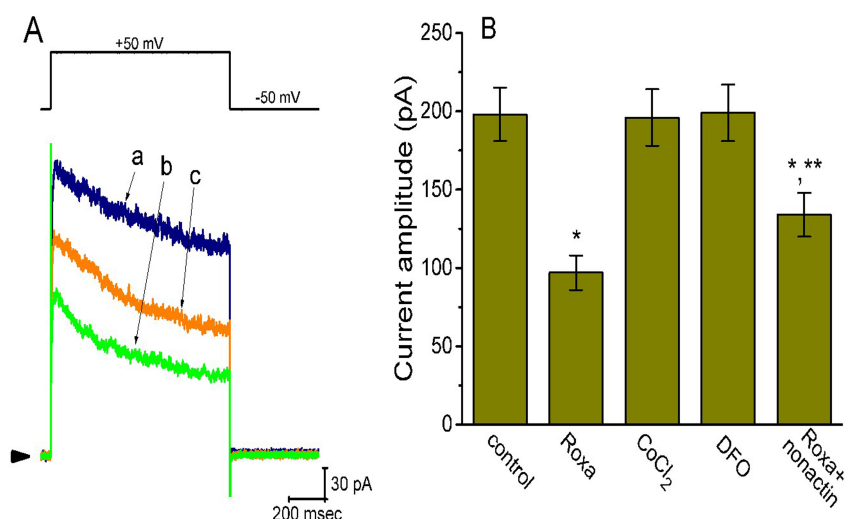 A
+50 mV
-50 mV
a
b
c
30 pA
200 msec
B
Current amplitude (pA)
250
200
150
100
50
0
*
*,**
control
Roxa
CoCl₂
DFO
Roxa+
nonactin